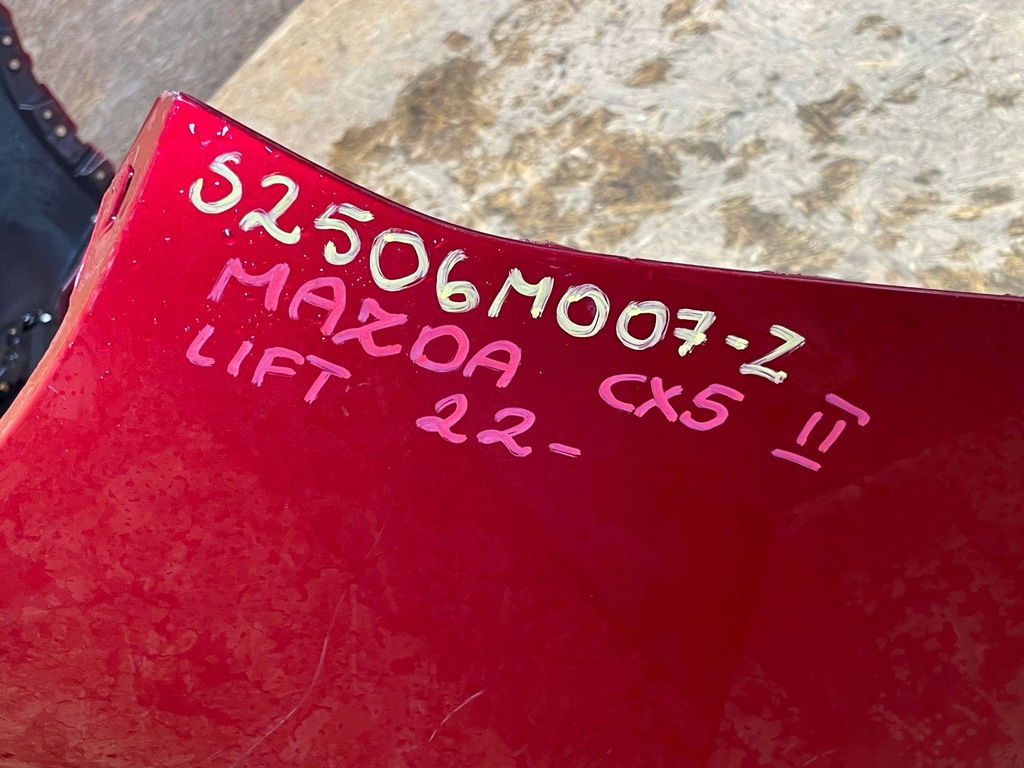 S2506M007-Z
MAZDA CX5 II
LIFT 22-